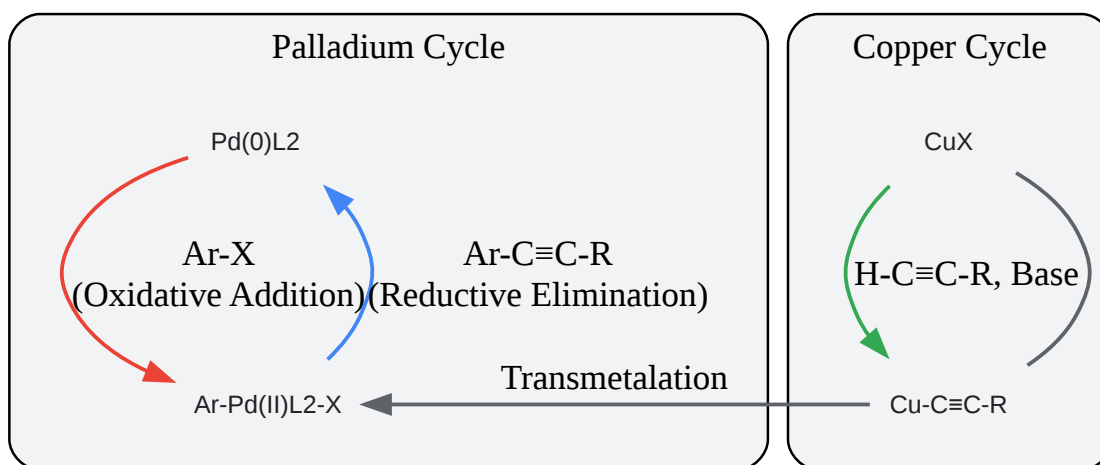 Palladium Cycle
Copper Cycle
Pd(0)L2
CuX
Ar-X
(Oxidative Addition)
Ar-C≡C-R
(Reductive Elimination)
H-C≡C-R, Base
Transmetalation
Ar-Pd(II)L2-X
Cu-C≡C-R